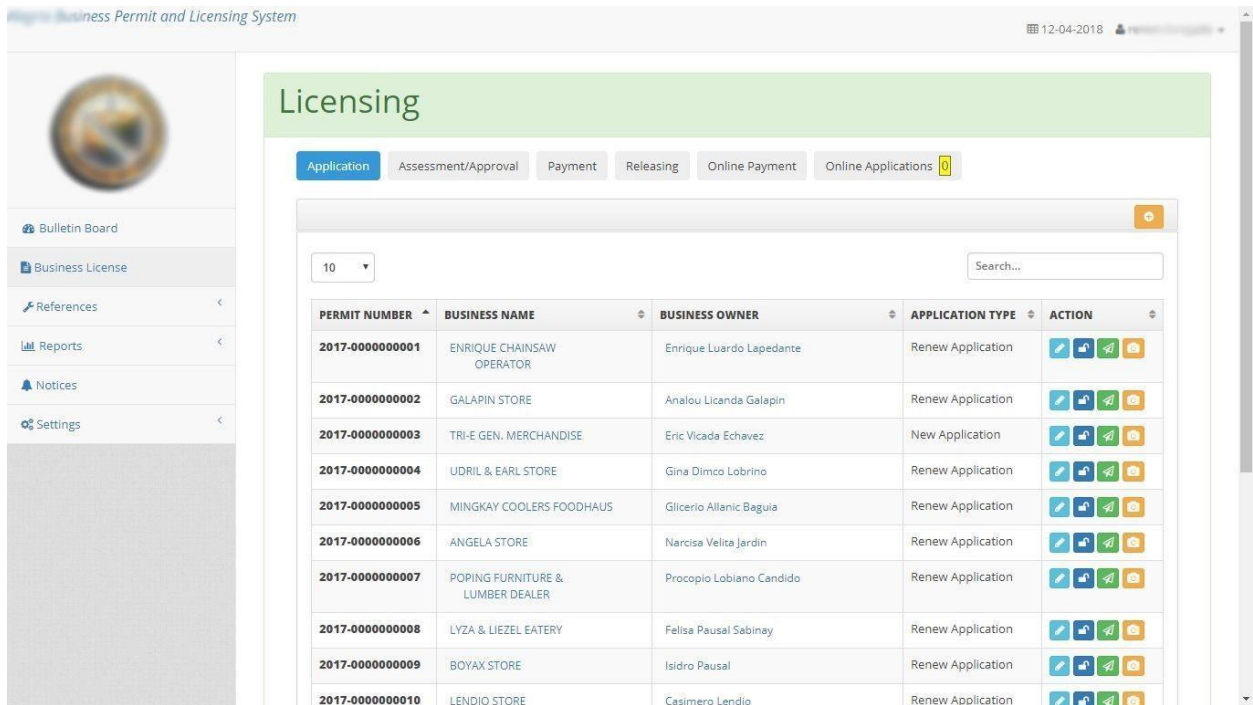 Business Permit and Licensing System
12-04-2018
Licensing
Application Assessment/Approval Payment Releasing Online Payment Online Applications 0
Bulletin Board
Business License
References
Reports
Notices
Settings
10 Search...
PERMIT NUMBER BUSINESS NAME BUSINESS OWNER APPLICATION TYPE ACTION
2017-0000000001 ENRIQUE CHAINSAW Enrique Luardo Lapedante Renew Application
OPERATOR
2017-0000000002 GALAPIN STORE Analou Licanda Galapin Renew Application
2017-0000000003 TRI-E GEN. MERCHANDISE Eric Vicada Echavez New Application
2017-0000000004 UDRIL & EARL STORE Gina Dimco Lobrino Renew Application
2017-0000000005 MINGKAY COOLERS FOODHAUS Glicerio Allanic Baguia Renew Application
2017-0000000006 ANGELA STORE Narcisa Velita Jardin Renew Application
2017-0000000007 POPING FURNITURE & Procopio Lobiano Candido Renew Application
LUMBER DEALER
2017-0000000008 LYZA & LIEZEL EATERY Felisa Pausal Sabinay Renew Application
2017-0000000009 BOYAX STORE Isidro Pausal Renew Application
2017-0000000010 LENDIO STORE Casimero Lendio Renew Application